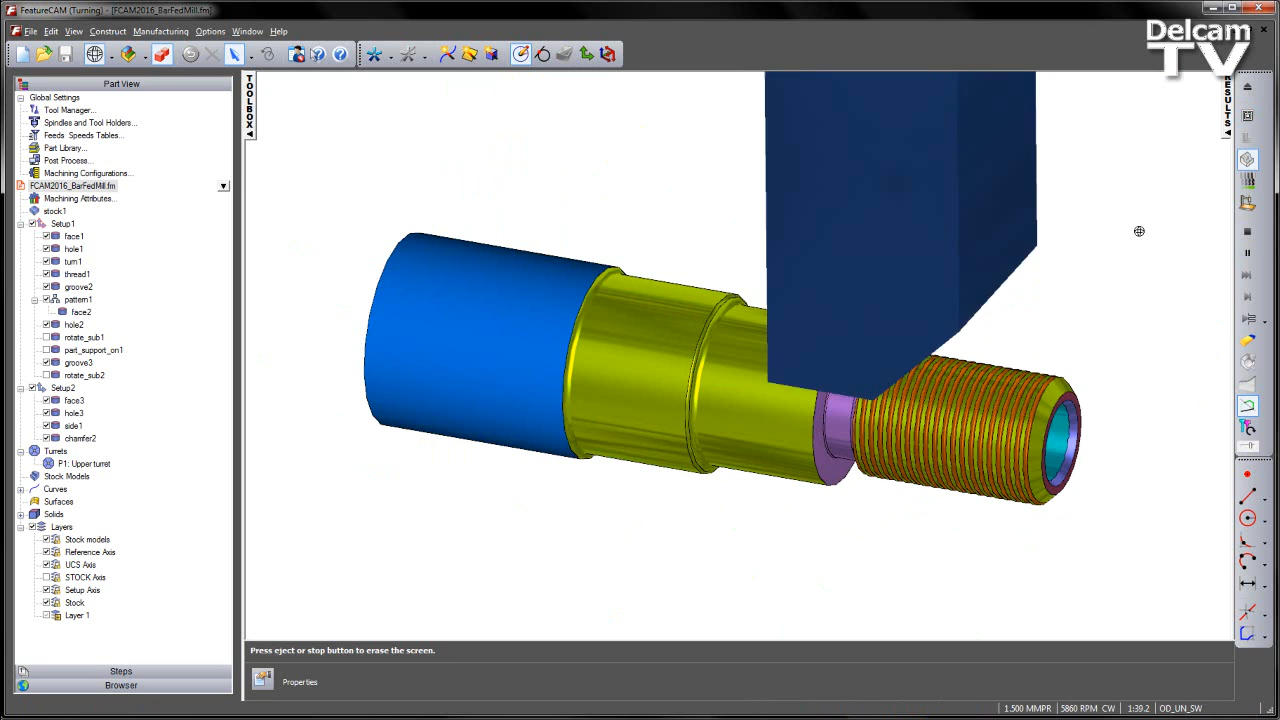 FeatureCAM (Turning) - [FCAM2016_BarFedMill.fm]
Delcam
TV
File Edit View Construct Manufacturing Options Window Help
Part View
TOOLBOX
RESULTS
Global Settings
Tool Manager...
Spindles and Tool Holders...
Feeds Speeds Tables...
Part Library...
Post Process...
Machining Configurations...
FCAM2016_BarFedMill.fm
Machining Attributes...
stock1
Setup1
face1
hole1
turn1
thread1
groove2
pattern1
face2
hole2
rotate_sub1
part_support_on1
groove3
rotate_sub2
Setup2
face3
hole3
side1
chamfer2
Turrets
P1: Upper turret
Stock Models
Curves
Surfaces
Solids
Layers
Stock models
Reference Axis
UCS Axis
STOCK Axis
Setup Axis
Stock
Layer 1
Steps
Browser
Press eject or stop button to erase the screen.
Properties
1.500 MMPR 5860 RPM CW 1:39.2 OD_UN_SW